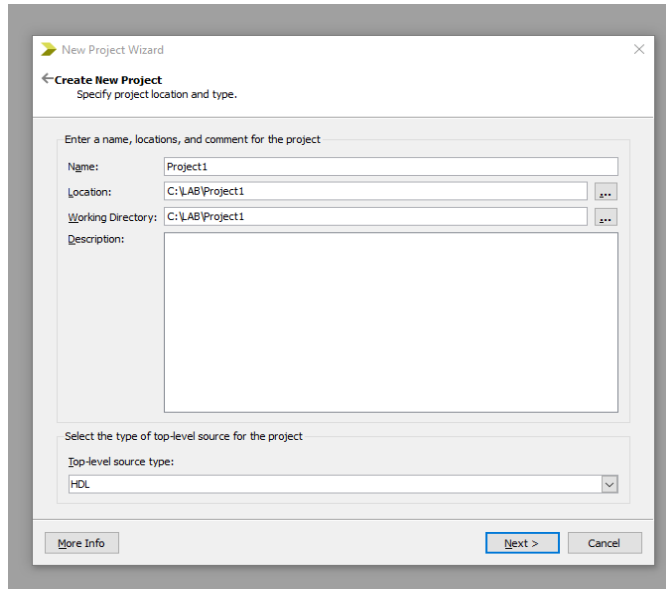 New Project Wizard
Create New Project
Specify project location and type.
Enter a name, locations, and comment for the project
Name: Project1
Location: C:\LAB\Project1 ...
Working Directory: C:\LAB\Project1 ...
Description:
Select the type of top-level source for the project
Top-level source type:
HDL
More Info Next > Cancel